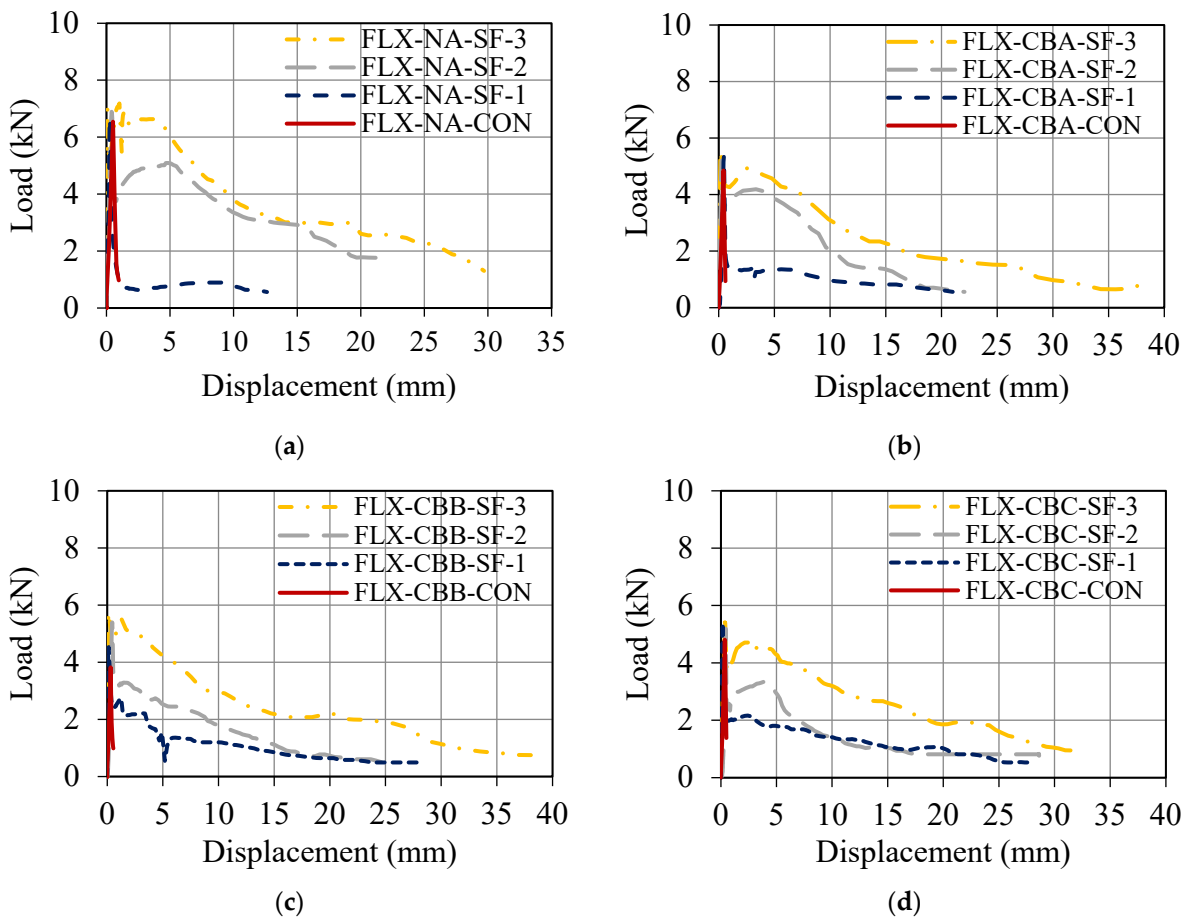 10
8
6
4
2
0
Load (kN)
FLX-NA-SF-3
FLX-NA-SF-2
FLX-NA-SF-1
FLX-NA-CON
0 5 10 15 20 25 30 35
Displacement (mm)
(a)
10
8
6
4
2
0
Load (kN)
FLX-CBA-SF-3
FLX-CBA-SF-2
FLX-CBA-SF-1
FLX-CBA-CON
0 5 10 15 20 25 30 35 40
Displacement (mm)
(b)
10
8
6
4
2
0
Load (kN)
FLX-CBB-SF-3
FLX-CBB-SF-2
FLX-CBB-SF-1
FLX-CBB-CON
0 5 10 15 20 25 30 35 40
Displacement (mm)
(c)
10
8
6
4
2
0
Load (kN)
FLX-CBC-SF-3
FLX-CBC-SF-2
FLX-CBC-SF-1
FLX-CBC-CON
0 5 10 15 20 25 30 35 40
Displacement (mm)
(d)